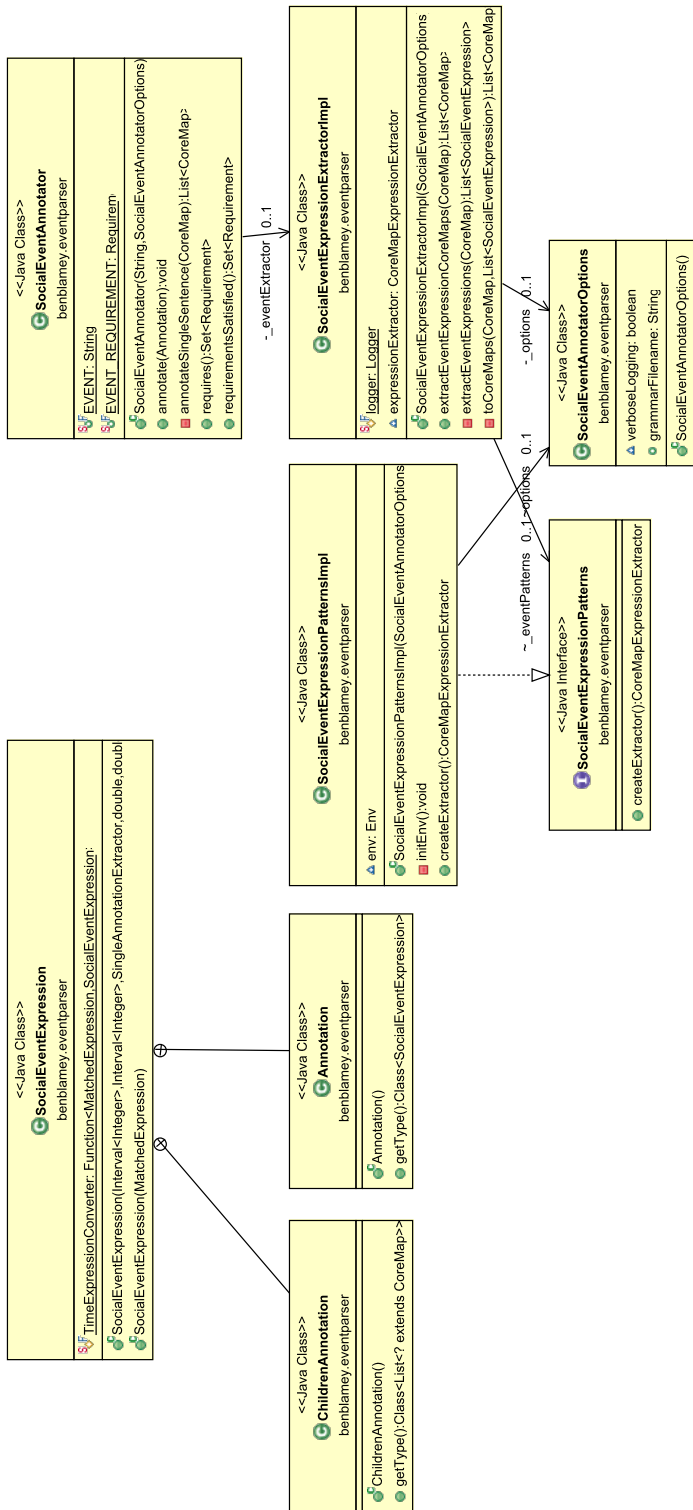 <<Java Class>>
SocialEventExpression
benblamey.eventparser
TimeExpressionConverter: Function<MatchedExpression,SocialEventExpression>
SocialEventExpression(Interval<Integer>,Interval<Integer>,SingleAnnotationExtractor,double,doubl
SocialEventExpression(MatchedExpression)
<<Java Class>>
SocialEventAnnotator
benblamey.eventparser
EVENT: String
EVENT_REQUIREMENT: Requirem
SocialEventAnnotator(String,SocialEventAnnotatorOptions)
annotate(Annotation):void
annotateSingleSentence(CoreMap):List<CoreMap>
requires():Set<Requirement>
requirementsSatisfied():Set<Requirement>
-_eventExtractor 0..1
<<Java Class>>
ChildrenAnnotation
benblamey.eventparser
ChildrenAnnotation()
getType():Class<List<? extends CoreMap>>
<<Java Class>>
Annotation
benblamey.eventparser
Annotation()
getType():Class<SocialEventExpression>
<<Java Class>>
SocialEventExpressionPatternsImpl
benblamey.eventparser
env: Env
SocialEventExpressionPatternsImpl(SocialEventAnnotatorOptions
initEnv():void
createExtractor():CoreMapExpressionExtractor
<<Java Class>>
SocialEventExpressionExtractorImpl
benblamey.eventparser
logger: Logger
expressionExtractor: CoreMapExpressionExtractor
SocialEventExpressionExtractorImpl(SocialEventAnnotatorOptions
extractEventExpressionCoreMaps(CoreMap):List<CoreMap>
extractEventExpressions(CoreMap):List<SocialEventExpression>
toCoreMaps(CoreMap,List<SocialEventExpression>):List<CoreMap
~_eventPatterns 0..1
~options 0..1
-_options 0..1
<<Java Interface>>
SocialEventExpressionPatterns
benblamey.eventparser
createExtractor():CoreMapExpressionExtractor
<<Java Class>>
SocialEventAnnotatorOptions
benblamey.eventparser
verboseLogging: boolean
grammarFilename: String
SocialEventAnnotatorOptions()